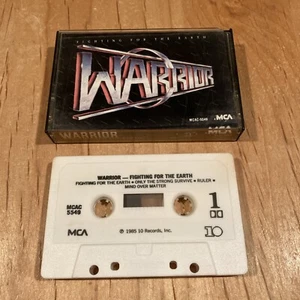 FIGHTING FOR THE EARTH
WARRIOR
MCAC-5549
MCA
WARRIOR
MCA
WARRIOR — FIGHTING FOR THE EARTH
FIGHTING FOR THE EARTH • ONLY THE STRONG SURVIVE • RULER •
MIND OVER MATTER
MCAC
5549
1
MCA
© 1985 10 Records, Inc.
10